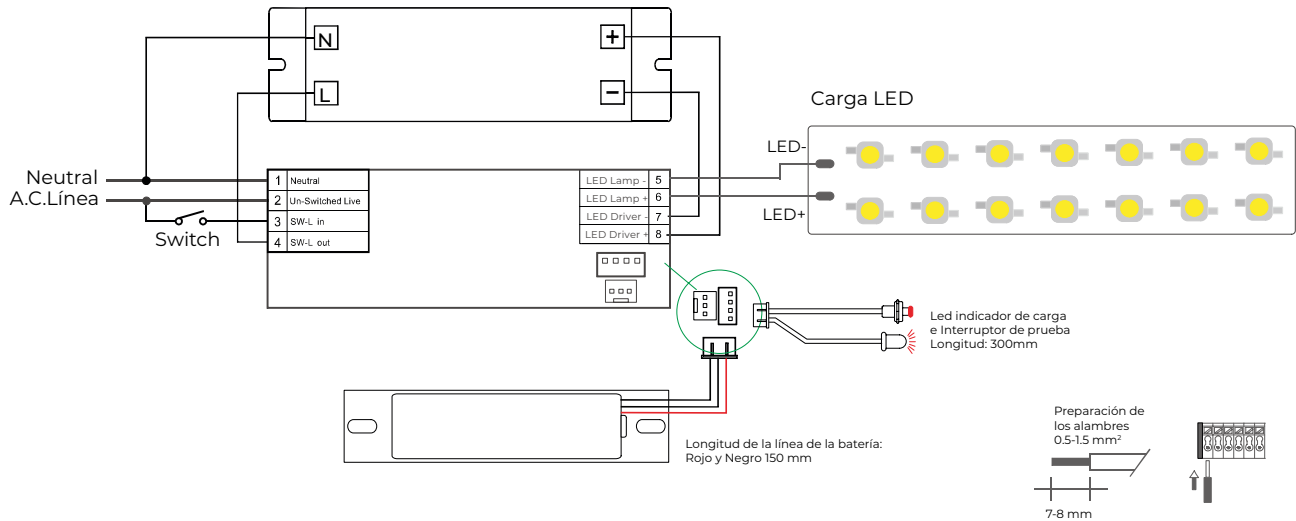 N
+
L
−
Carga LED
LED-
LED+
Neutral
A.C.Línea
Switch
1 Neutral
2 Un-Switched Live
3 SW-L in
4 SW-L out
LED Lamp - 5
LED Lamp + 6
LED Driver - 7
LED Driver + 8
Led indicador de carga
e Interruptor de prueba
Longitud: 300mm
Longitud de la línea de la batería:
Rojo y Negro 150 mm
Preparación de
los alambres
0.5-1.5 mm²
7-8 mm